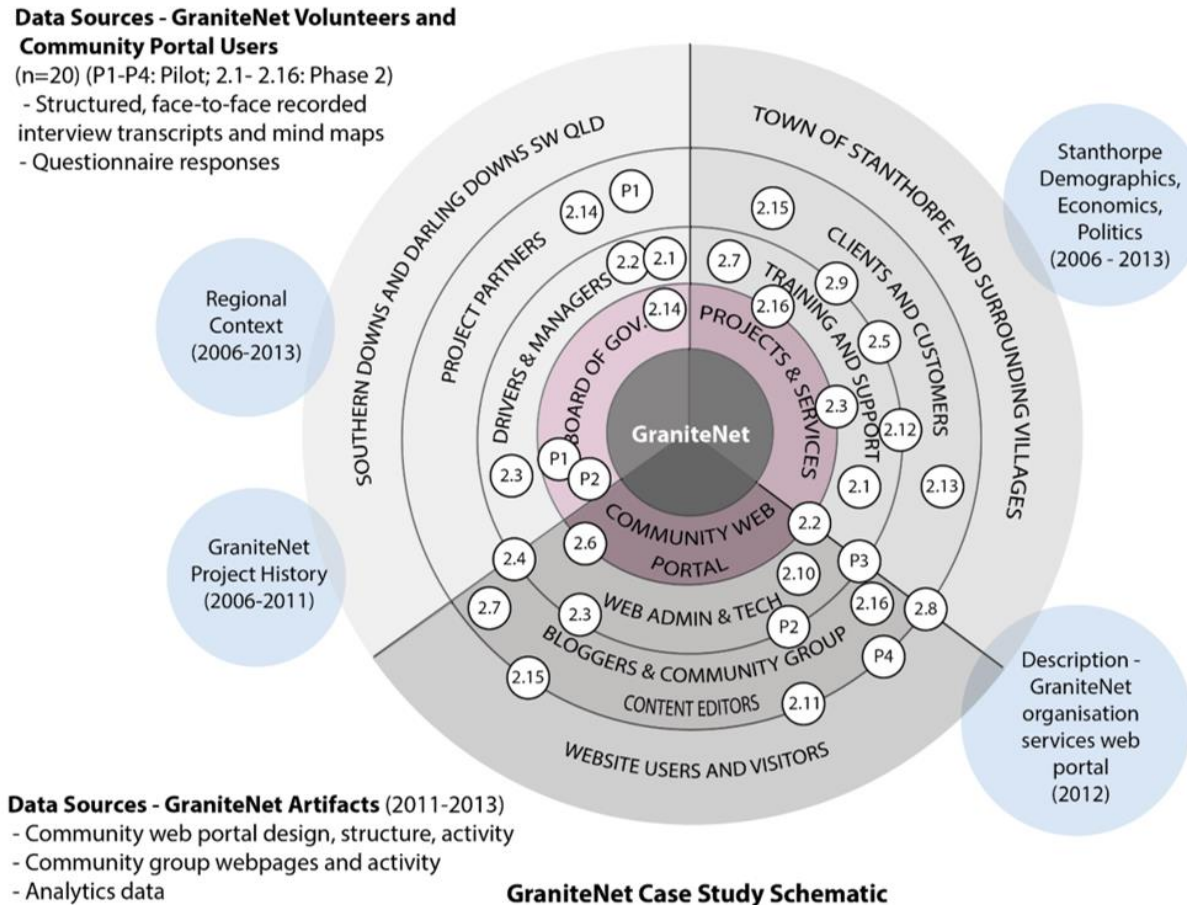 Data Sources - GraniteNet Volunteers and
Community Portal Users
(n=20) (P1-P4: Pilot; 2.1- 2.16: Phase 2)
- Structured, face-to-face recorded
interview transcripts and mind maps
- Questionnaire responses
Regional
Context
(2006-2013)
GraniteNet
Project History
(2006-2011)
SOUTHERN DOWNS AND DARLING DOWNS SW QLD
PROJECT PARTNERS
P1
2.14
DRIVERS & MANAGERS
2.2
2.1
2.3
BOARD OF GOV.
2.14
P1
P2
GraniteNet
TOWN OF STANTHORPE AND SURROUNDING VILLAGES
2.15
CLIENTS AND CUSTOMERS
2.7
2.9
TRAINING AND SUPPORT
2.16
2.5
PROJECTS & SERVICES
2.3
2.12
2.1
2.13
2.2
COMMUNITY WEB
PORTAL
2.6
2.4
2.10
P3
WEB ADMIN & TECH
2.7
2.3
P2
2.16
2.8
BLOGGERS & COMMUNITY GROUP
P4
2.15
CONTENT EDITORS
2.11
WEBSITE USERS AND VISITORS
Stanthorpe
Demographics,
Economics,
Politics
(2006 - 2013)
Description -
GraniteNet
organisation
services web
portal
(2012)
Data Sources - GraniteNet Artifacts (2011-2013)
- Community web portal design, structure, activity
- Community group webpages and activity
- Analytics data
GraniteNet Case Study Schematic